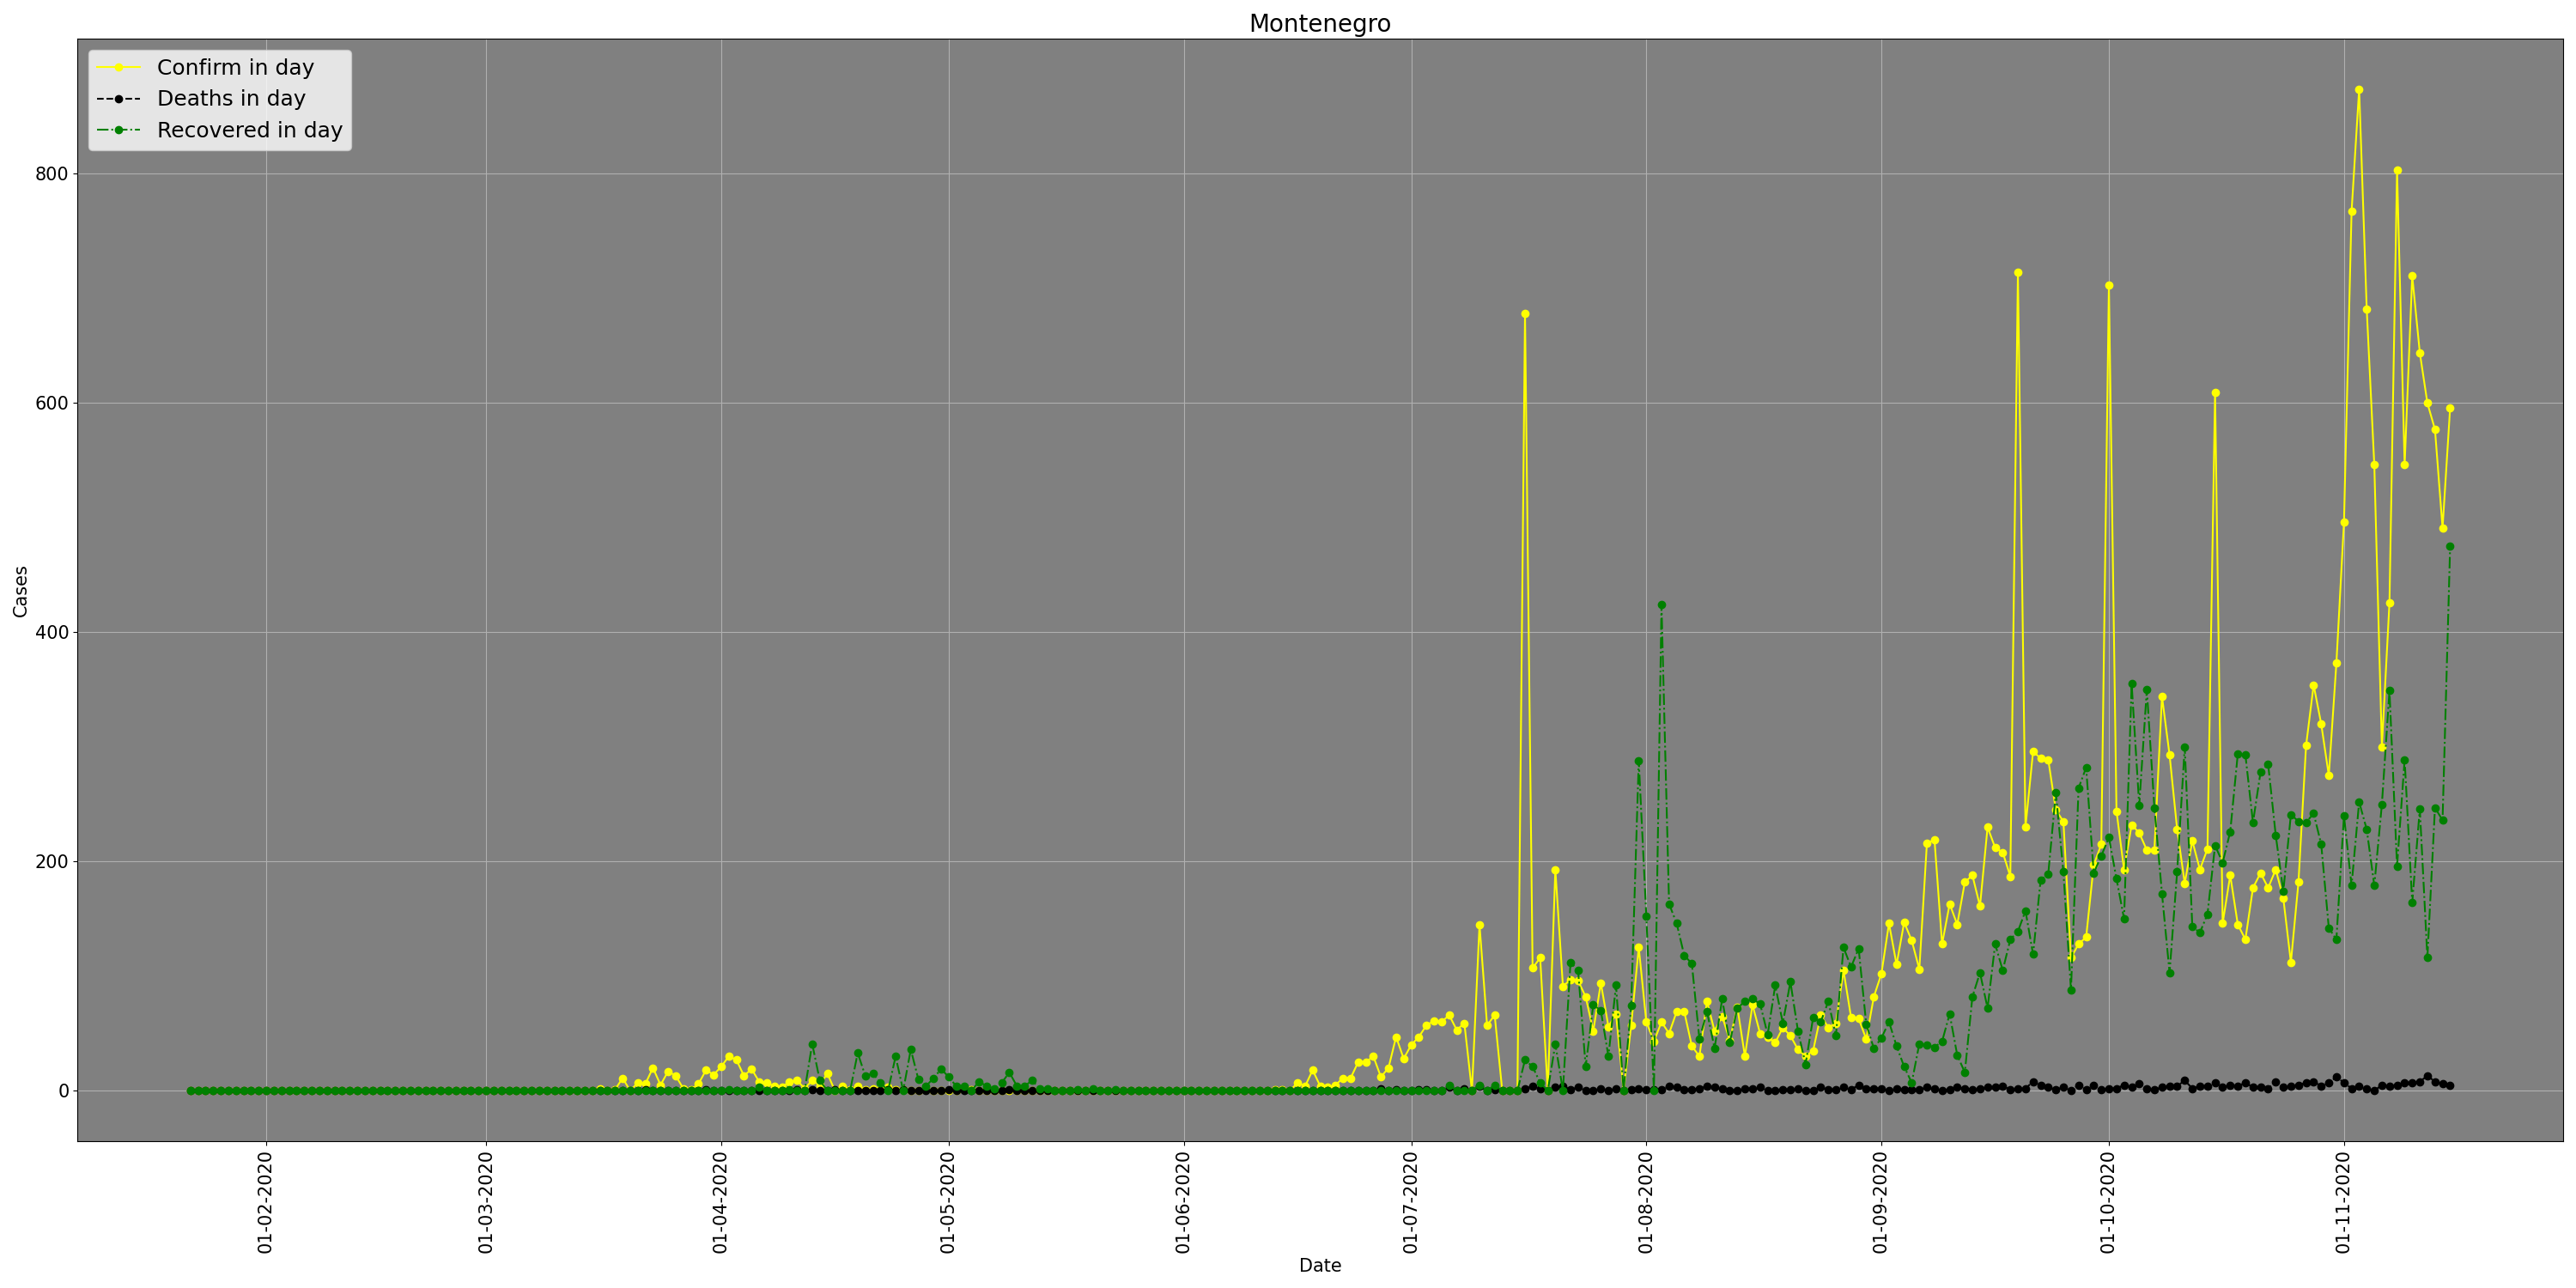 Montenegro
Confirm in day
Deaths in day
Recovered in day
800
600
400
200
0
Cases
01-02-2020
01-03-2020
01-04-2020
01-05-2020
01-06-2020
01-07-2020
01-08-2020
01-09-2020
01-10-2020
01-11-2020
Date